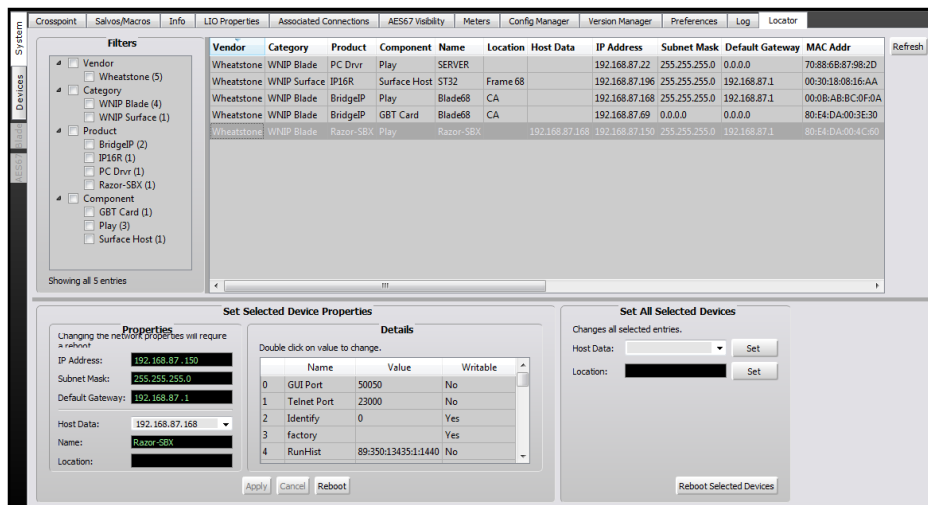 Crosspoint Salvos/Macros Info LIO Properties Associated Connections AES67 Visibility Meters Config Manager Version Manager Preferences Log Locator
System
Devices
AES67 Blade
Filters
Vendor
Wheatstone (5)
Category
WNIP Blade (4)
WNIP Surface (1)
Product
BridgeIP (2)
IP16R (1)
PC Drvr (1)
Razor-SBX (1)
Component
GBT Card (1)
Play (3)
Surface Host (1)
Showing all 5 entries
Vendor Category Product Component Name Location Host Data IP Address Subnet Mask Default Gateway MAC Addr
Wheatstone WNIP Blade PC Drvr Play SERVER 192.168.87.22 255.255.255.0 0.0.0.0 70:88:6B:87:98:2D
Wheatstone WNIP Surface IP16R Surface Host ST32 Frame 68 192.168.87.196 255.255.255.0 192.168.87.1 00:30:18:08:16:AA
Wheatstone WNIP Blade BridgeIP Play Blade68 CA 192.168.87.168 255.255.255.0 192.168.87.1 00:0B:AB:BC:0F:0A
Wheatstone WNIP Blade BridgeIP GBT Card Blade68 CA 192.168.87.69 0.0.0.0 0.0.0.0 80:E4:DA:00:3E:30
Wheatstone WNIP Blade Razor-SBX Play Razor-SBX 192.168.87.168 192.168.87.150 255.255.255.0 192.168.87.1 80:E4:DA:00:4C:60
Refresh
Set Selected Device Properties
Properties
Changing the network properties will require
a reboot
IP Address: 192.168.87.150
Subnet Mask: 255.255.255.0
Default Gateway: 192.168.87.1
Host Data: 192.168.87.168
Name: Razor-SBX
Location:
Details
Double click on value to change.
Name Value Writable
0 GUI Port 50050 No
1 Telnet Port 23000 No
2 Identify 0 Yes
3 factory Yes
4 RunHist 89:350:13435:1:1440 No
Apply Cancel Reboot
Set All Selected Devices
Changes all selected entries.
Host Data: Set
Location: Set
Reboot Selected Devices